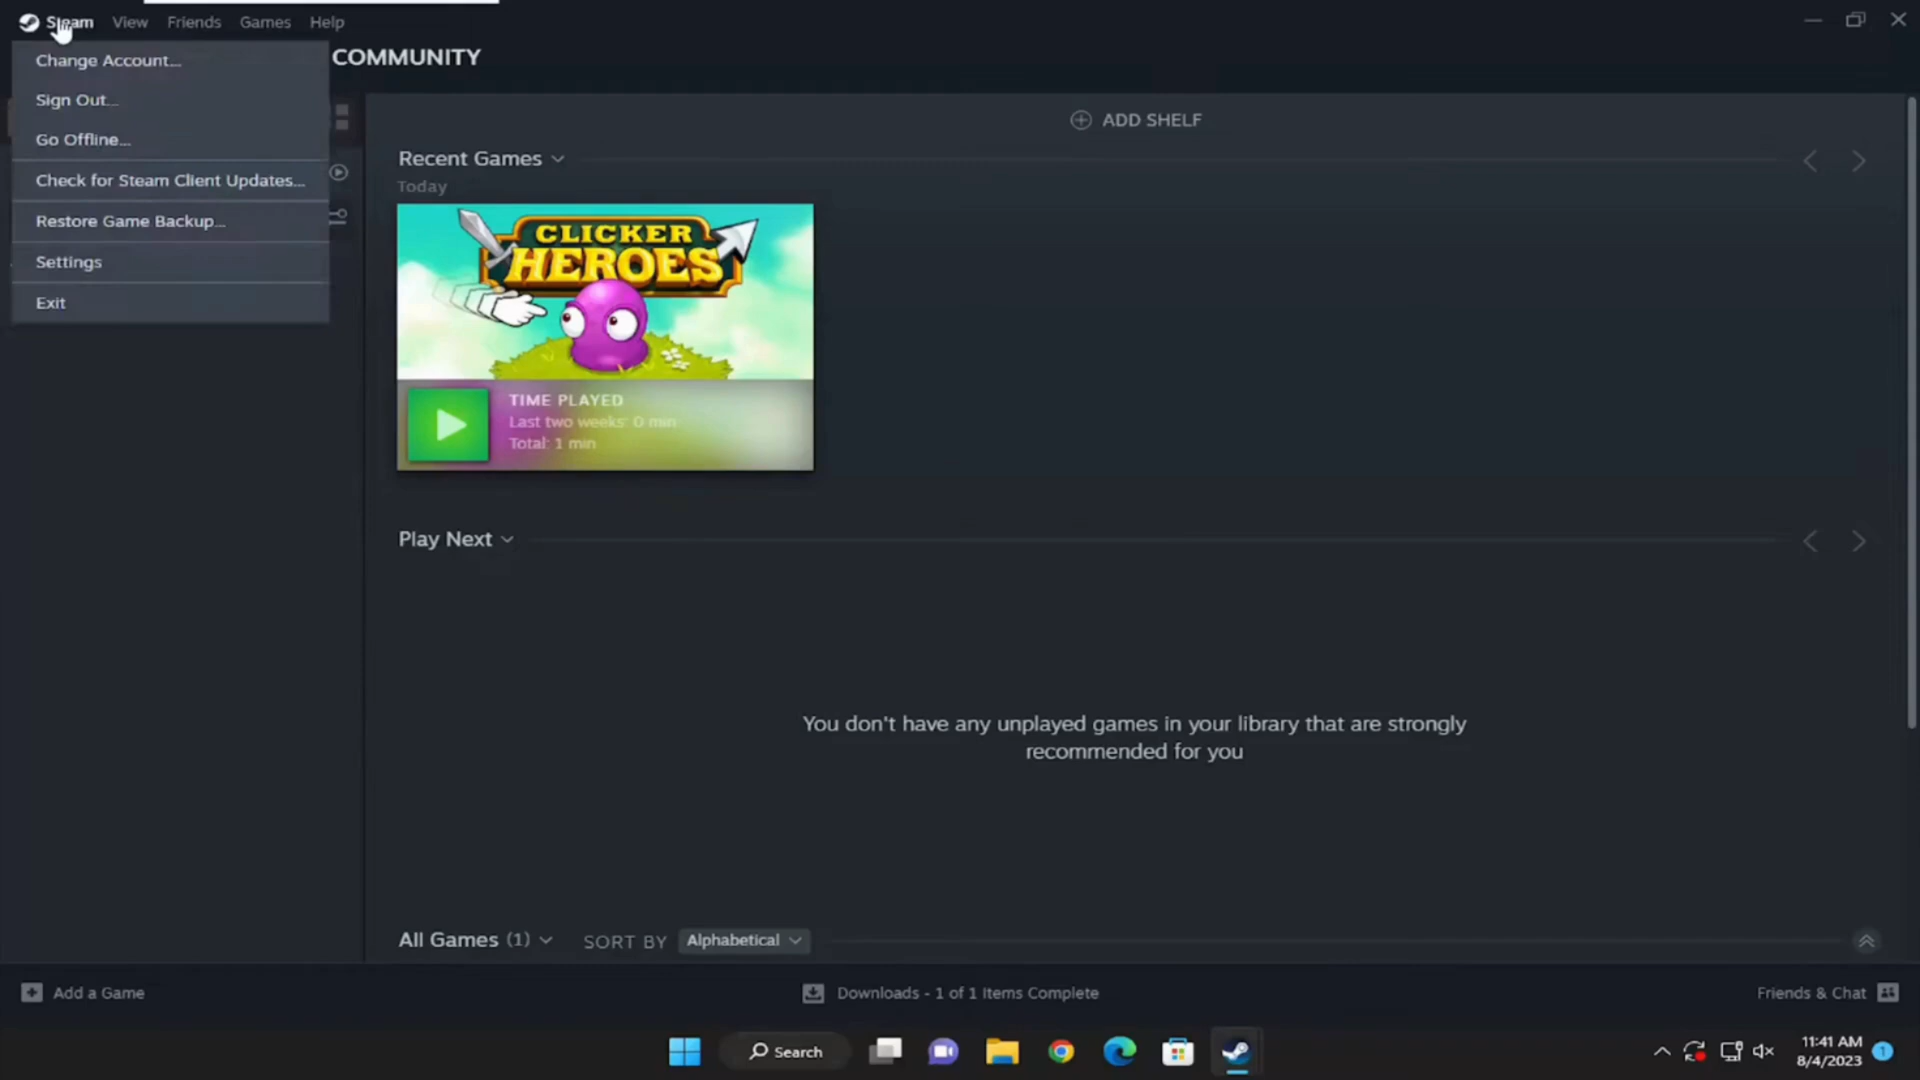 Steam View Friends Games Help
COMMUNITY
Change Account...
Sign Out...
Go Offline...
Check for Steam Client Updates...
Restore Game Backup...
Settings
Exit
ADD SHELF
Recent Games
Today
CLICKER
HEROES
TIME PLAYED
Last two weeks: 0 min
Total: 1 min
Play Next
You don't have any unplayed games in your library that are strongly
recommended for you
All Games (1) SORT BY Alphabetical
Add a Game
Downloads - 1 of 1 Items Complete
Friends & Chat
Search
11:41 AM
8/4/2023
1